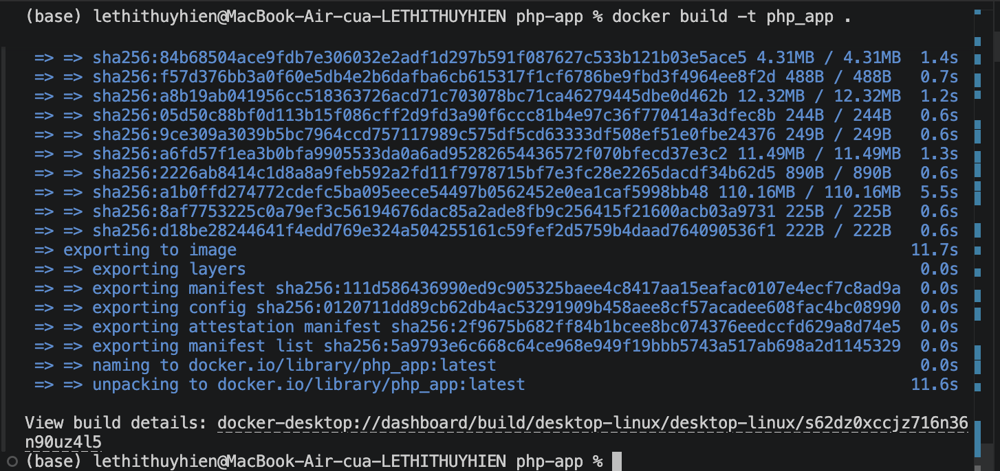 (base) lethithuyhien@MacBook-Air-cua-LETHITHUYHIEN php-app % docker build -t php_app .
=> => sha256:84b68504ace9fdb7e306032e2adf1d297b591f087627c533b121b03e5ace5 4.31MB / 4.31MB 1.4s
=> => sha256:f57d376bb3a0f60e5db4e2b6dafba6cb615317f1cf6786be9fbd3f4964ee8f2d 488B / 488B 0.7s
=> => sha256:a8b19ab041956cc518363726acd71c703078bc71ca46279445dbe0d462b 12.32MB / 12.32MB 1.2s
=> => sha256:05d50c88bf0d113b15f086cff2d9fd3a90f6ccc81b4e97c36f770414a3dfec8b 244B / 244B 0.6s
=> => sha256:9ce309a3039b5bc7964ccd757117989c575df5cd63333df508ef51e0fbe24376 249B / 249B 0.6s
=> => sha256:a6fd57f1ea3b0bfa9905533da0a6ad95282654436572f070bfecd37e3c2 11.49MB / 11.49MB 1.3s
=> => sha256:2226ab8414c1d8a8a9feb592a2fd11f7978715bf7e3fc28e2265dacdf34b62d5 890B / 890B 0.6s
=> => sha256:a1b0ffd274772cdefc5ba095eece54497b0562452e0ea1caf5998bb48 110.16MB / 110.16MB 5.5s
=> => sha256:8af7753225c0a79ef3c56194676dac85a2ade8fb9c256415f21600acb03a9731 225B / 225B 0.6s
=> => sha256:d18be28244641f4edd769e324a504255161c59fef2d5759b4daad764090536f1 222B / 222B 0.6s
=> exporting to image 11.7s
=> => exporting layers 0.0s
=> => exporting manifest sha256:111d586436990ed9c905325baee4c8417aa15eafac0107e4ecf7c8ad9a 0.0s
=> => exporting config sha256:0120711dd89cb62db4ac53291909b458aee8cf57acadee608fac4bc08990 0.0s
=> => exporting attestation manifest sha256:2f9675b682ff84b1bcee8bc074376eedccfd629a8d74e5 0.0s
=> => exporting manifest list sha256:5a9793e6c668c64ce968e949f19bbb5743a517ab698a2d1145329 0.0s
=> => naming to docker.io/library/php_app:latest 0.0s
=> => unpacking to docker.io/library/php_app:latest 11.6s
View build details: docker-desktop://dashboard/build/desktop-linux/desktop-linux/s62dz0xccjz716n36
n90uz4l5
(base) lethithuyhien@MacBook-Air-cua-LETHITHUYHIEN php-app %